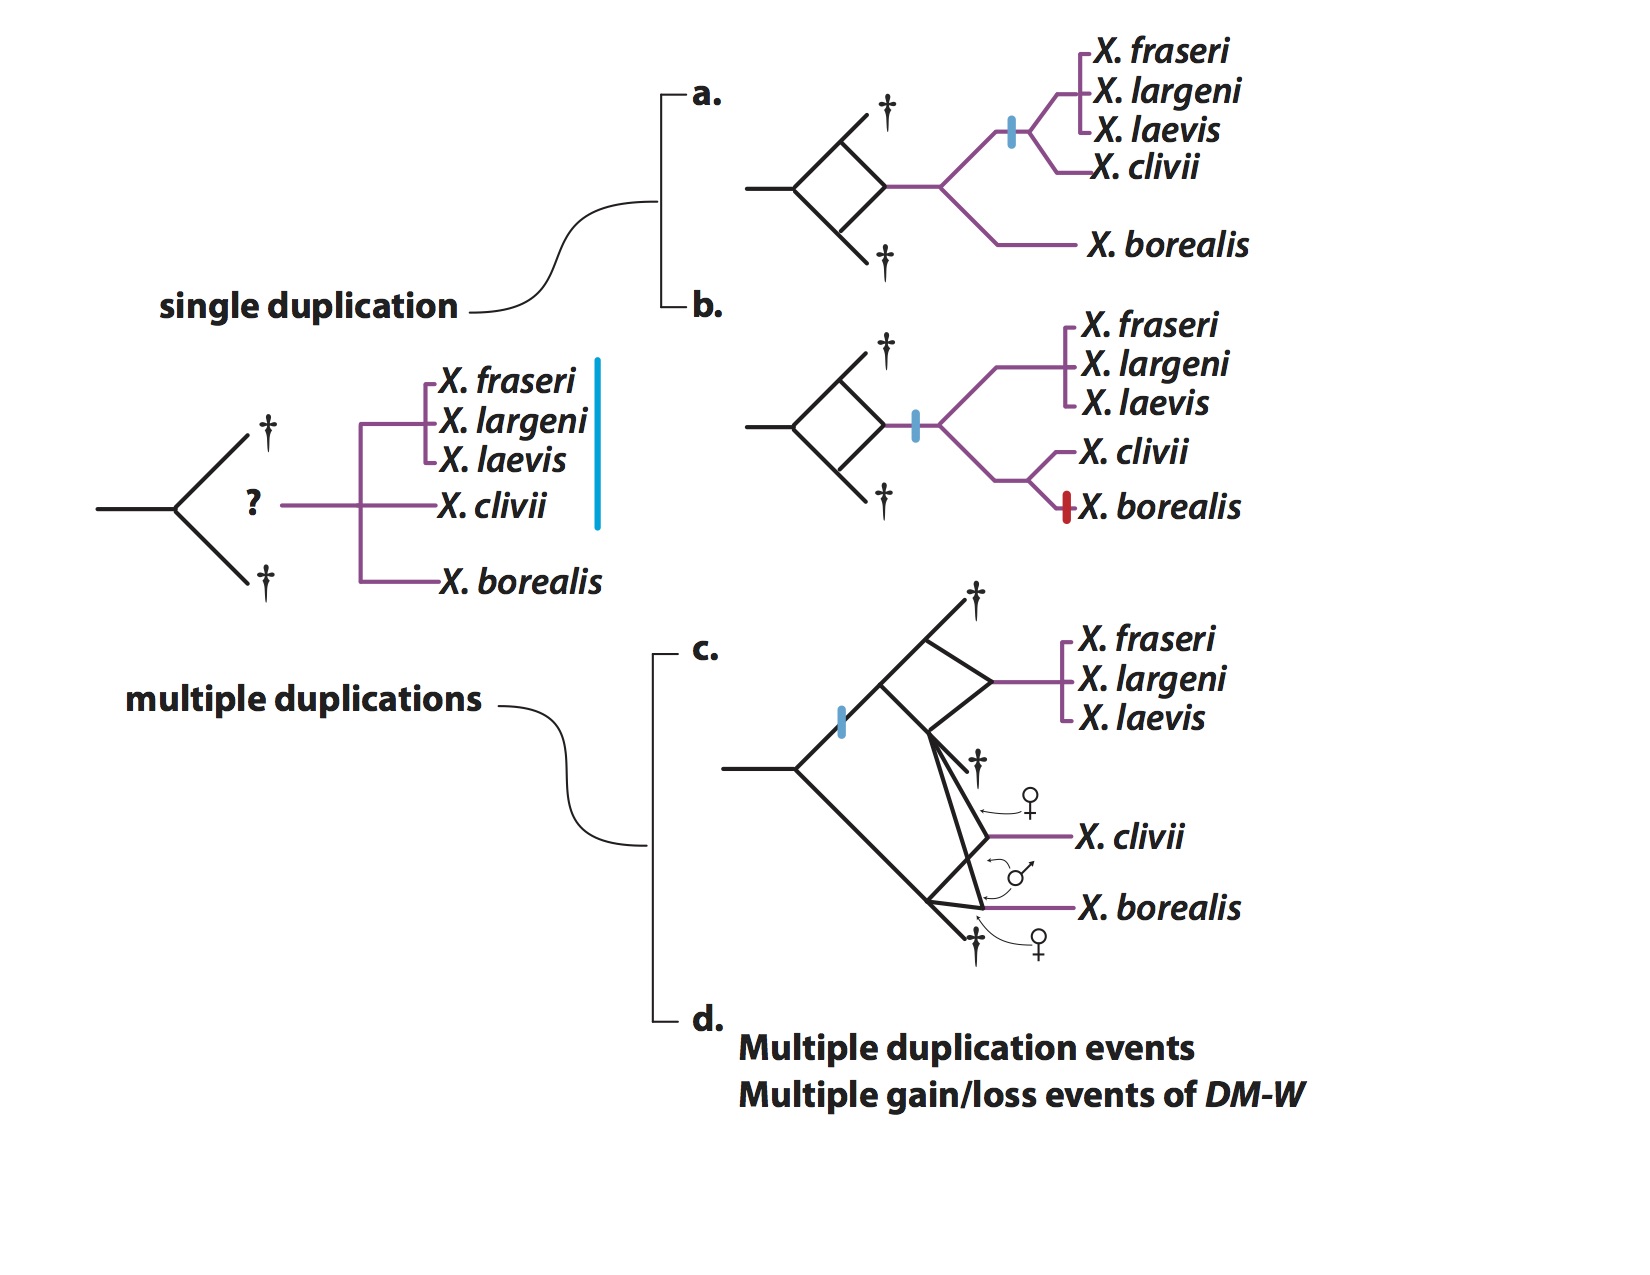 single duplication
† 
?
†
X. fraseri
X. largeni
X. laevis
X. clivii
X. borealis
multiple duplications
a.
†
†
X. fraseri
X. largeni
X. laevis
X. clivii
X. borealis
b.
†
†
X. fraseri
X. largeni
X. laevis
X. clivii
X. borealis
c.
†
†
†
♀
♂
♀
X. fraseri
X. largeni
X. laevis
X. clivii
X. borealis
d.
Multiple duplication events
Multiple gain/loss events of DM-W